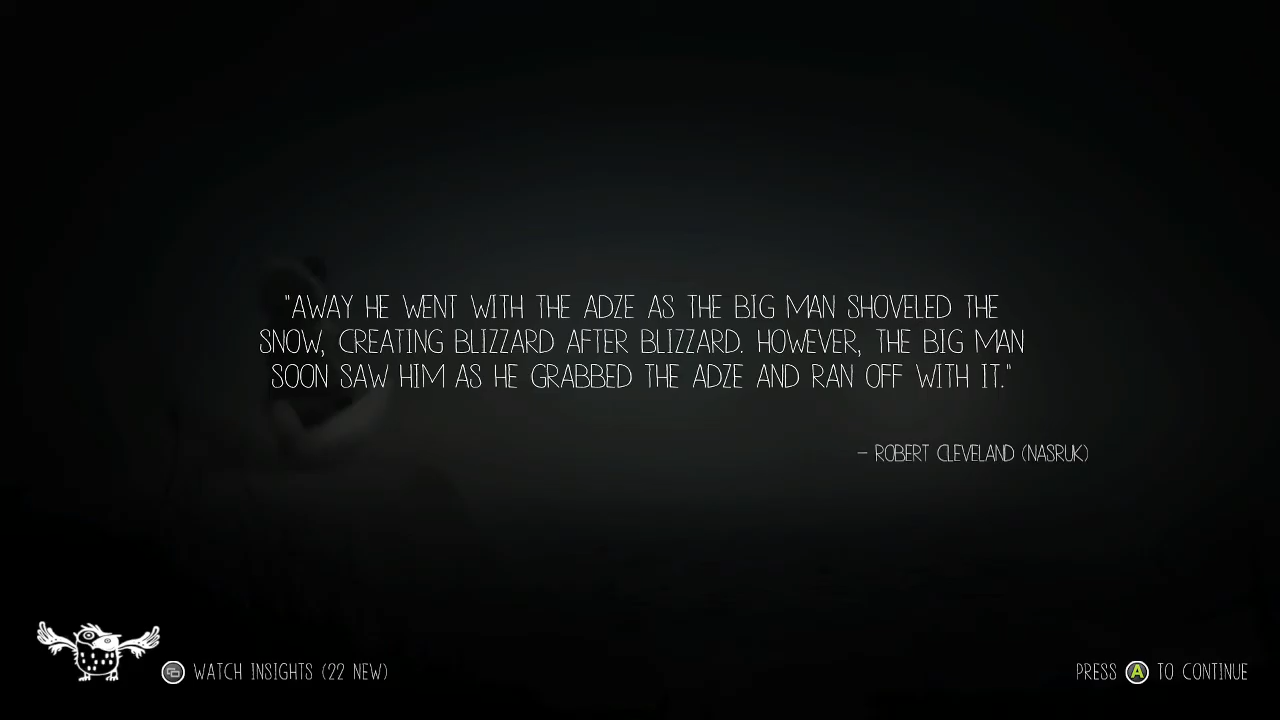 "AWAY HE WENT WITH THE ADZE AS THE BIG MAN SHOVELED THE
SNOW, CREATING BLIZZARD AFTER BLIZZARD. HOWEVER, THE BIG MAN
SOON SAW HIM AS HE GRABBED THE ADZE AND RAN OFF WITH IT."
– ROBERT CLEVELAND (NASRUK)
WATCH INSIGHTS (22 NEW)
PRESS A TO CONTINUE